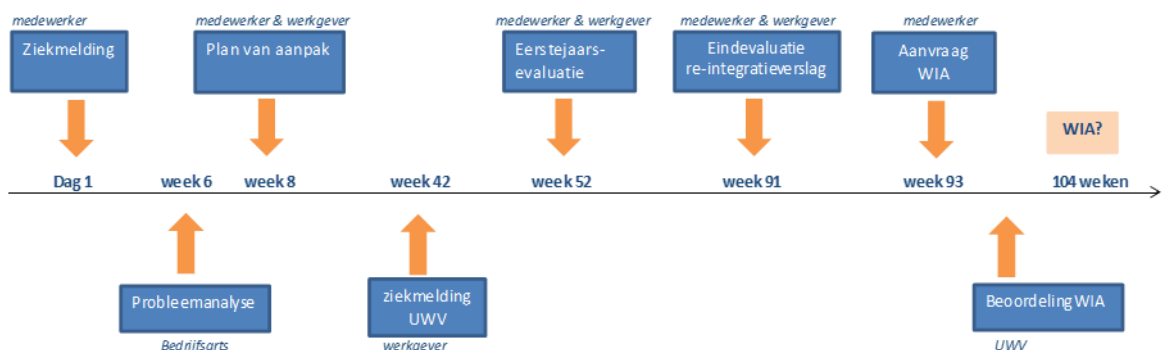 medewerker
Ziekmelding
medewerker & werkgever
Plan van aanpak
medewerker & werkgever
Eerstejaars-
evaluatie
medewerker & werkgever
Eindevaluatie
re-integratieverslag
medewerker
Aanvraag
WIA
WIA?
Dag 1
week 6
week 8
week 42
week 52
week 91
week 93
104 weken
Probleemanalyse
Bedrijfsarts
ziekmelding
UWV
werkgever
Beoordeling WIA
UWV